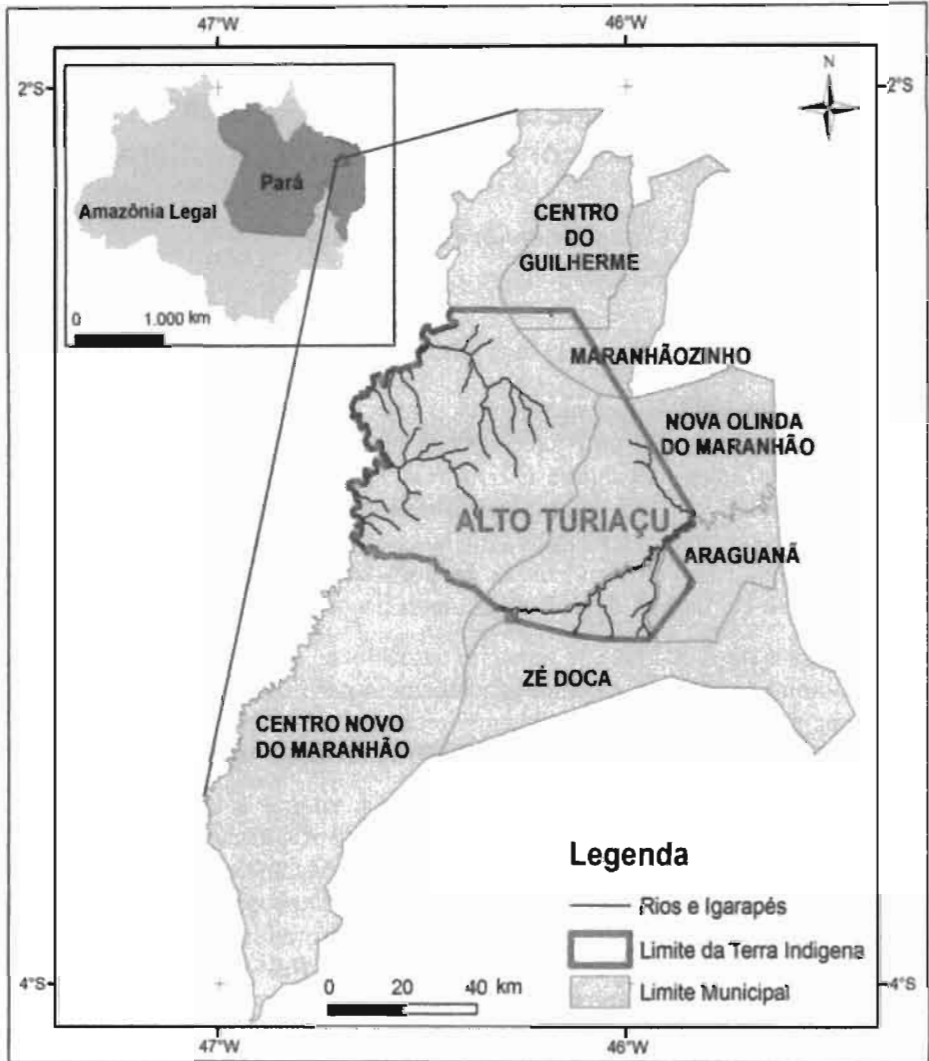 47°W
46°W
2°S
2°S
N
Pará
Amazônia Legal
0 1.000 km
CENTRO
DO
GUILHERME
MARANHÃOZINHO
NOVA OLINDA
DO MARANHÃO
ALTO TURIAÇU
ARAGUANÃ
ZÉ DOCA
CENTRO NOVO
DO MARANHÃO
Legenda
Rios e Igarapés
Limite da Terra Indigena
Limite Municipal
0 20 40 km
4°S
4°S
47°W
46°W